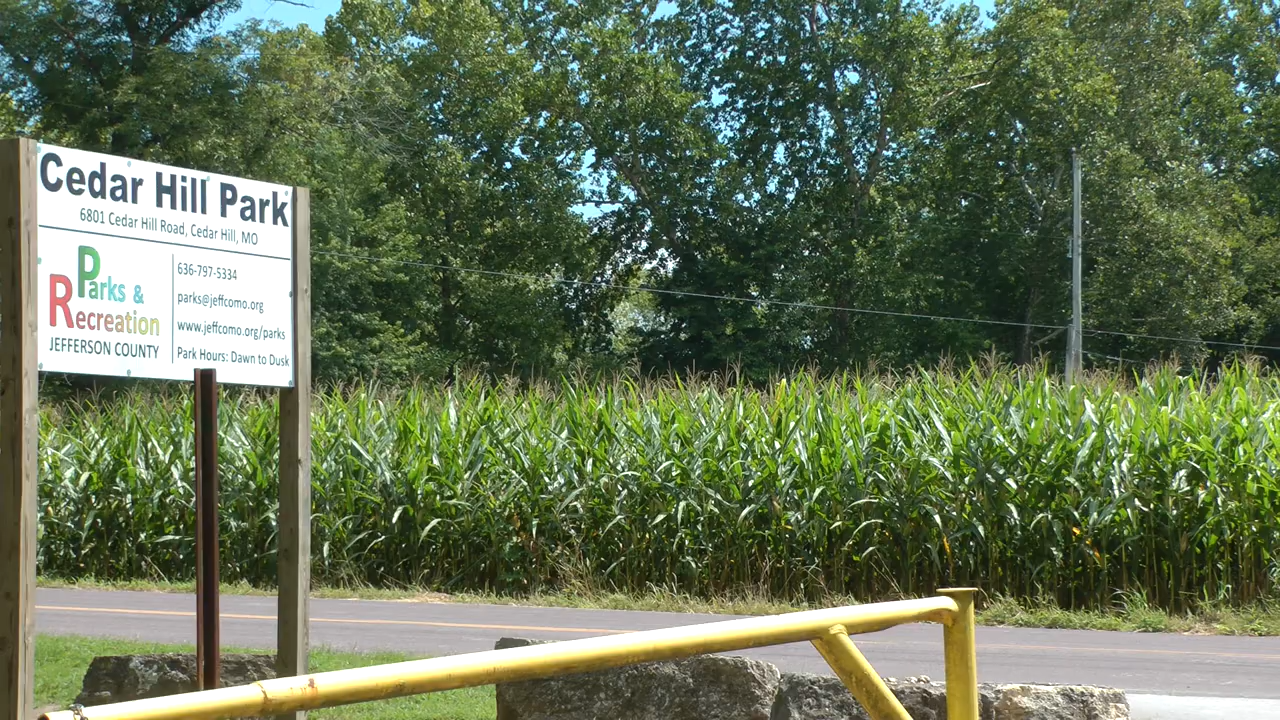 Cedar Hill Park
6801 Cedar Hill Road, Cedar Hill, MO
Parks &
Recreation
JEFFERSON COUNTY
636-797-5334
parks@jeffcomo.org
www.jeffcomo.org/parks
Park Hours: Dawn to Dusk